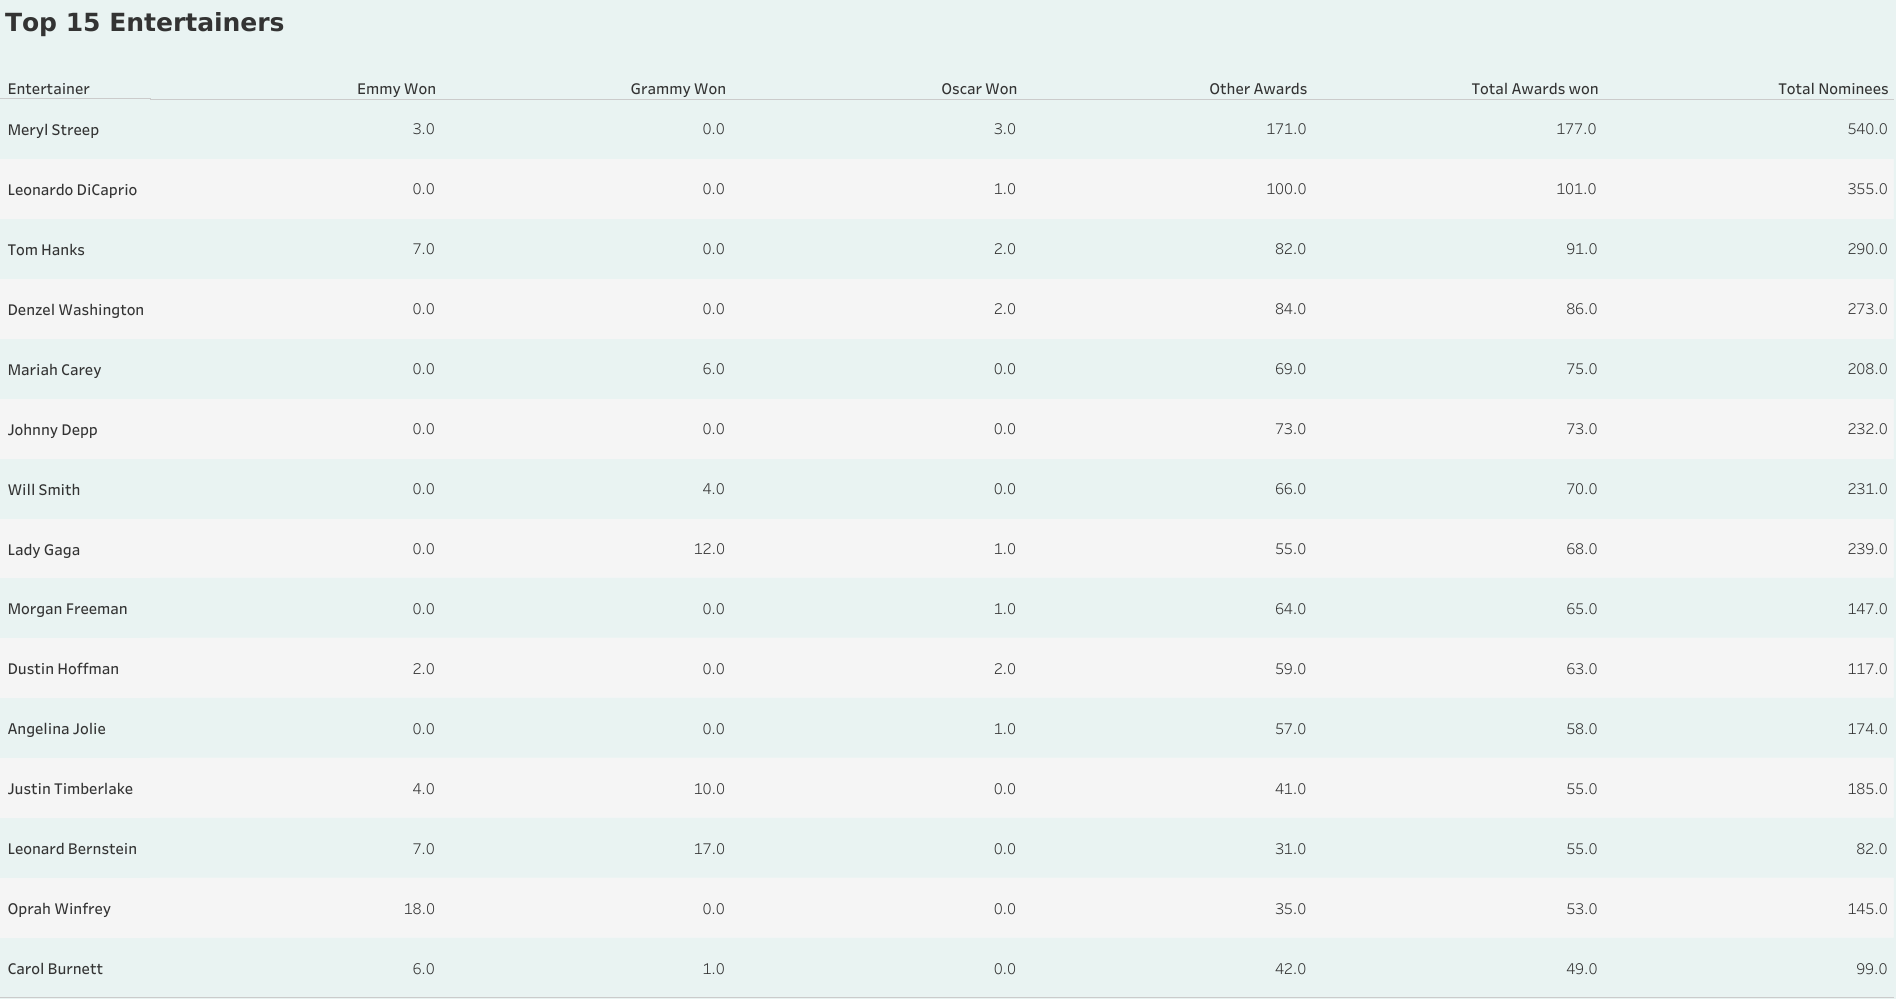 Top 15 Entertainers
Entertainer Emmy Won Grammy Won Oscar Won Other Awards Total Awards won Total Nominees
Meryl Streep 3.0 0.0 3.0 171.0 177.0 540.0
Leonardo DiCaprio 0.0 0.0 1.0 100.0 101.0 355.0
Tom Hanks 7.0 0.0 2.0 82.0 91.0 290.0
Denzel Washington 0.0 0.0 2.0 84.0 86.0 273.0
Mariah Carey 0.0 6.0 0.0 69.0 75.0 208.0
Johnny Depp 0.0 0.0 0.0 73.0 73.0 232.0
Will Smith 0.0 4.0 0.0 66.0 70.0 231.0
Lady Gaga 0.0 12.0 1.0 55.0 68.0 239.0
Morgan Freeman 0.0 0.0 1.0 64.0 65.0 147.0
Dustin Hoffman 2.0 0.0 2.0 59.0 63.0 117.0
Angelina Jolie 0.0 0.0 1.0 57.0 58.0 174.0
Justin Timberlake 4.0 10.0 0.0 41.0 55.0 185.0
Leonard Bernstein 7.0 17.0 0.0 31.0 55.0 82.0
Oprah Winfrey 18.0 0.0 0.0 35.0 53.0 145.0
Carol Burnett 6.0 1.0 0.0 42.0 49.0 99.0